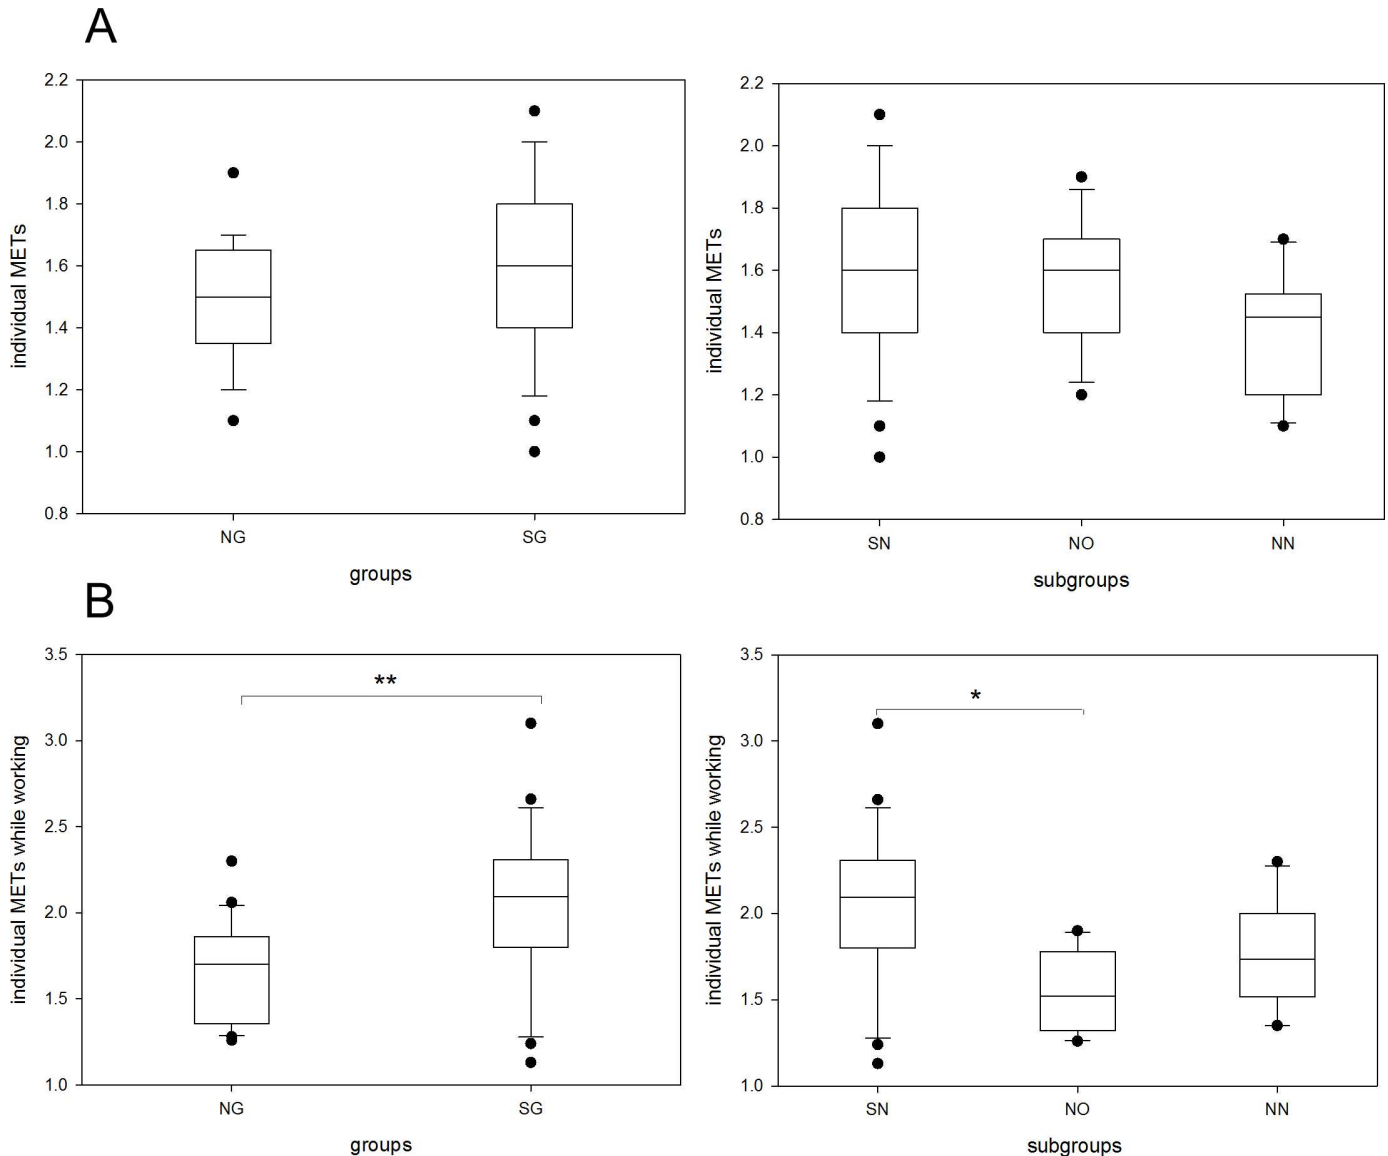 A
individual METs
2.2
2.0
1.8
1.6
1.4
1.2
1.0
0.8
NG SG
groups
individual METs
2.2
2.0
1.8
1.6
1.4
1.2
1.0
0.8
SN NO NN
subgroups
B
individual METs while working
3.5
3.0
2.5
2.0
1.5
1.0
**
NG SG
groups
individual METs while working
3.5
3.0
2.5
2.0
1.5
1.0
*
SN NO NN
subgroups